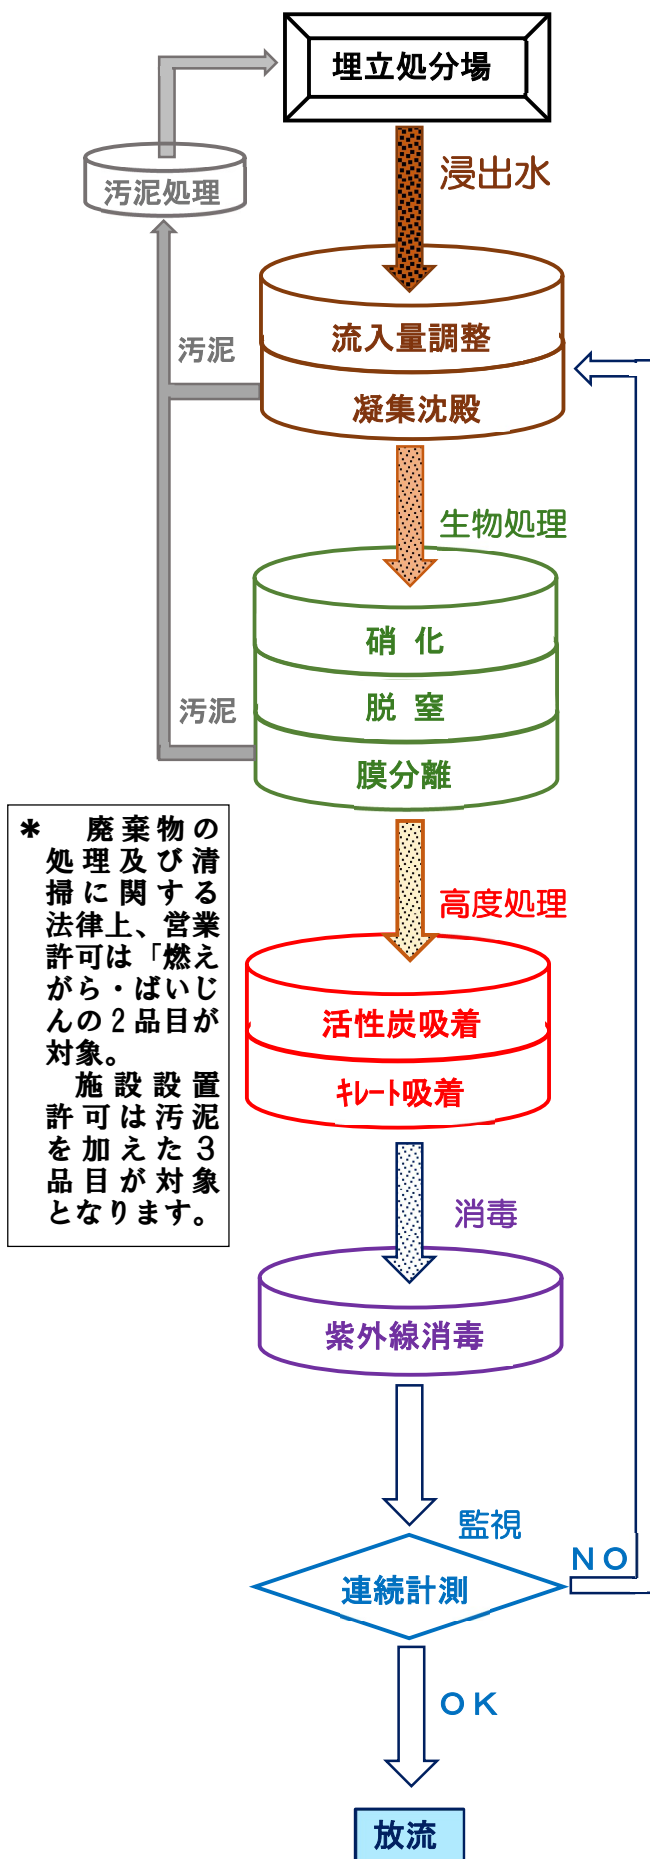 埋立処分場
浸出水
汚泥処理
流入量調整
汚泥
凝集沈殿
生物処理
硝 化
脱 窒
汚泥
膜分離
* 廃棄物の
処理及び清
掃に関する
法律上、営業
許可は「燃え
がら・ばいじ
んの2品目が
対象。
施設設置
許可は汚泥
を加えた3
品目が対象
となります。
高度処理
活性炭吸着
ｷﾚｰﾄ吸着
消毒
紫外線消毒
監視
連続計測
NO
OK
放流